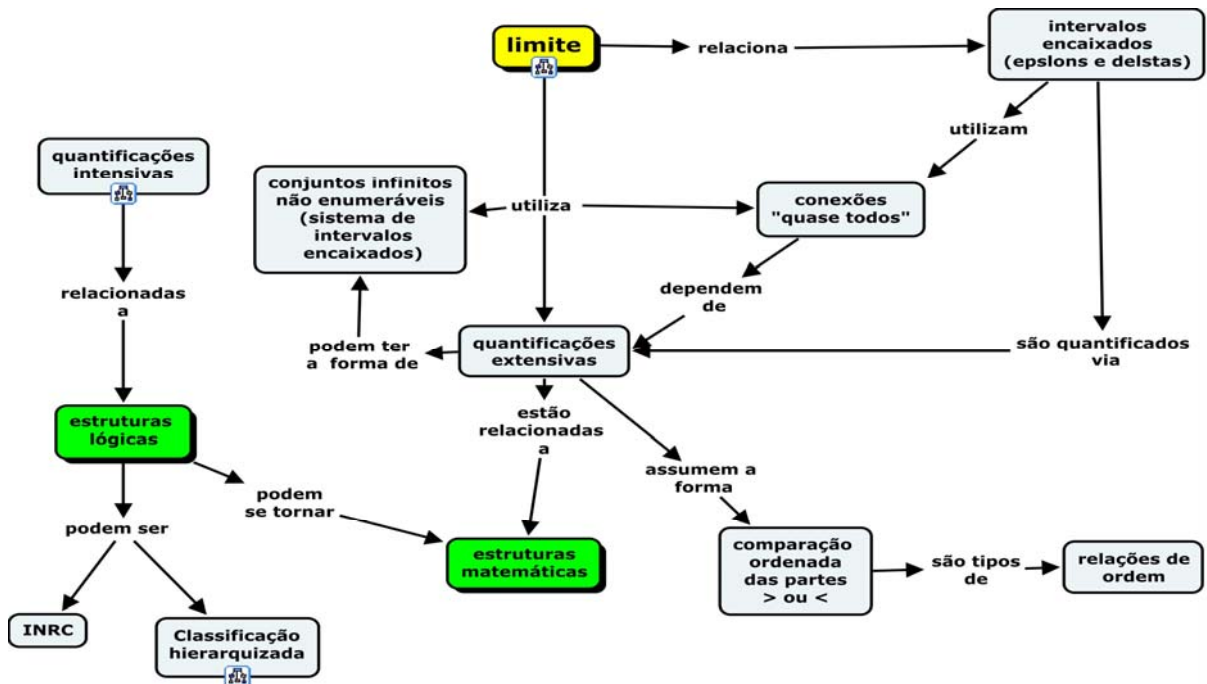 limite
relaciona
intervalos
encaixados
(epslons e delstas)
utilizam
quantificações
intensivas
conjuntos infinitos
não enumeráveis
(sistema de
intervalos
encaixados)
utiliza
conexões
"quase todos"
relacionadas
a
dependem
de
podem ter
a forma de
quantificações
extensivas
são quantificados
via
estruturas
lógicas
estão
relacionadas
a
assumem a
forma
podem
se tornar
podem ser
estruturas
matemáticas
comparação
ordenada
das partes
> ou <
são tipos
de
relações de
ordem
INRC
Classificação
hierarquizada